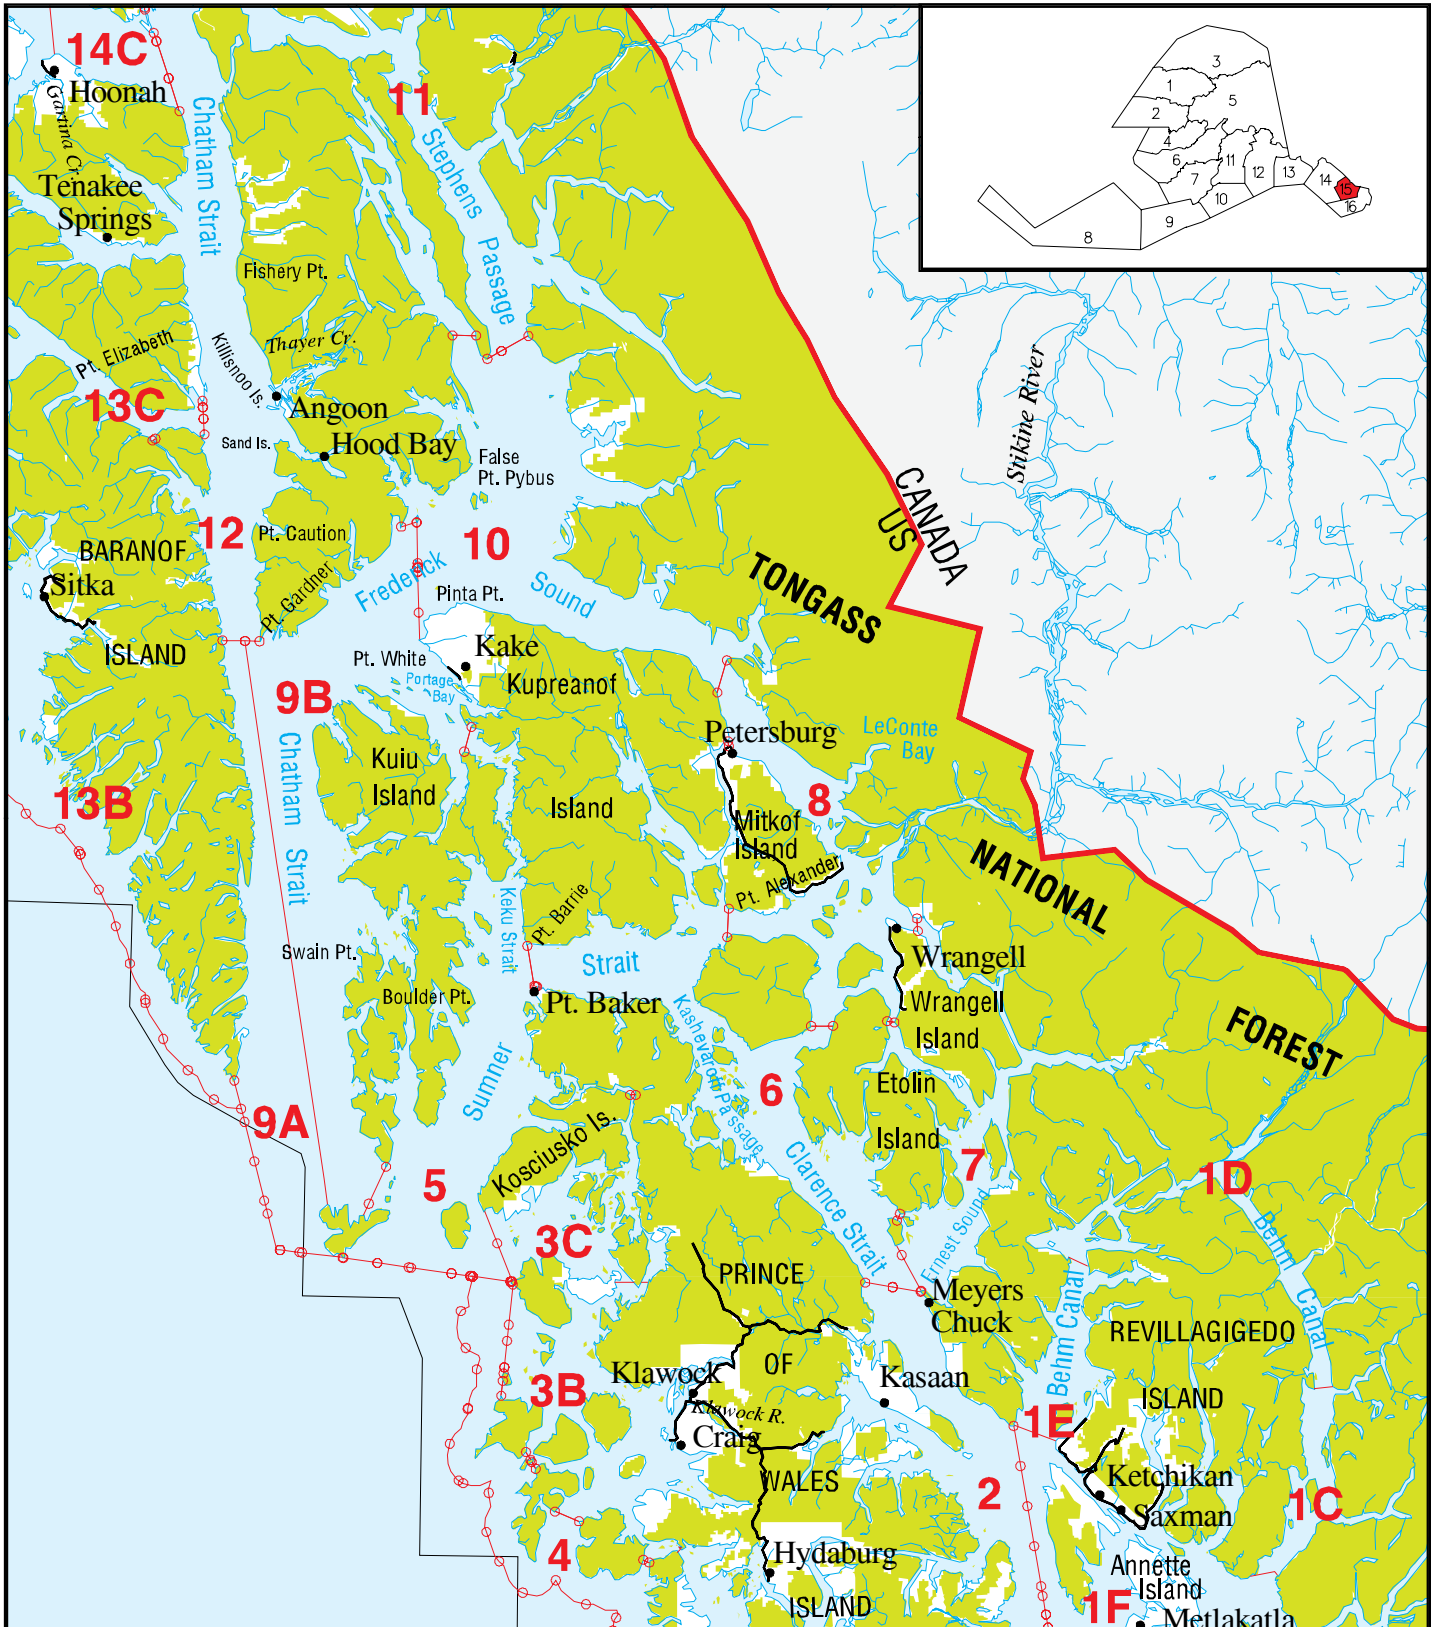 14C
Hoonah
Gartina Cr.
Tenakee
Springs
Chatham Strait
11
Stephens
Passage
3
1
5
2
4
6
11
7
12
13
14
15
16
10
9
8
Fishery Pt.
Thayer Cr.
Killisnoo Is.
Pt. Elizabeth
13C
Angoon
Sand Is.
Hood Bay
False
Pt. Pybus
Stikine River
CANADA
US
12
Pt. Caution
10
BARANOF
Sitka
ISLAND
Pt. Gardner
Frederick
Sound
Pinta Pt.
TONGASS
Kake
Pt. White
Portage
Bay
Kupreanof
9B
Chatham
Strait
Kuiu
Island
Island
Petersburg
LeConte
Bay
13B
8
Mitkof
Island
Pt. Alexander
NATIONAL
Keku Strait
Pt. Barrie
Swain Pt.
Strait
Wrangell
Boulder Pt.
Pt. Baker
Wrangell
Island
Kashevarof Passage
FOREST
Sumner
6
Etolin
Island
9A
Kosciusko Is.
Clarence Strait
7
1D
5
Ernest Sound
Behm
Canal
3C
PRINCE
Meyers
Chuck
Behm Canal
REVILLAGIGEDO
OF
Klawock
Kasaan
3B
Klawock R.
ISLAND
Craig
1E
WALES
2
Ketchikan
Saxman
1C
4
Hydaburg
Annette
Island
ISLAND
1F
Metlakatla